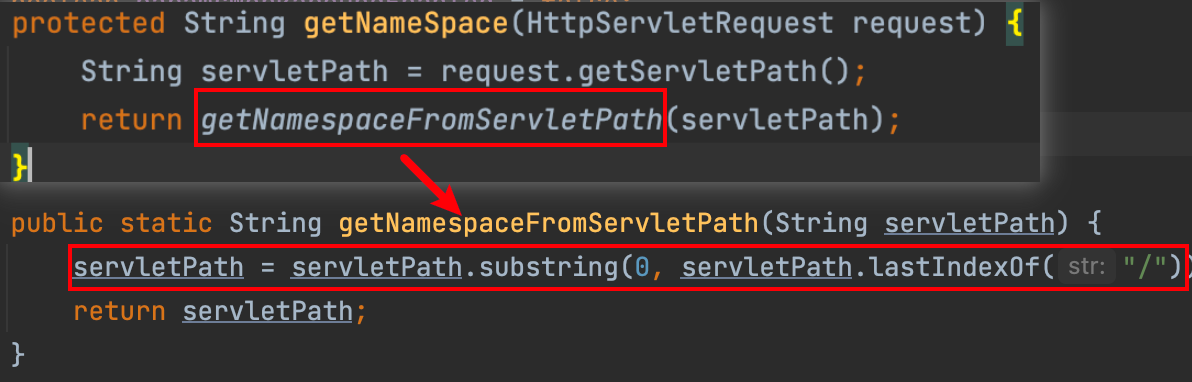 protected String getNameSpace(HttpServletRequest request) {
String servletPath = request.getServletPath();
return getNamespaceFromServletPath(servletPath);
}
public static String getNamespaceFromServletPath(String servletPath) {
servletPath = servletPath.substring(0, servletPath.lastIndexOf( str: "/"))
return servletPath;
}